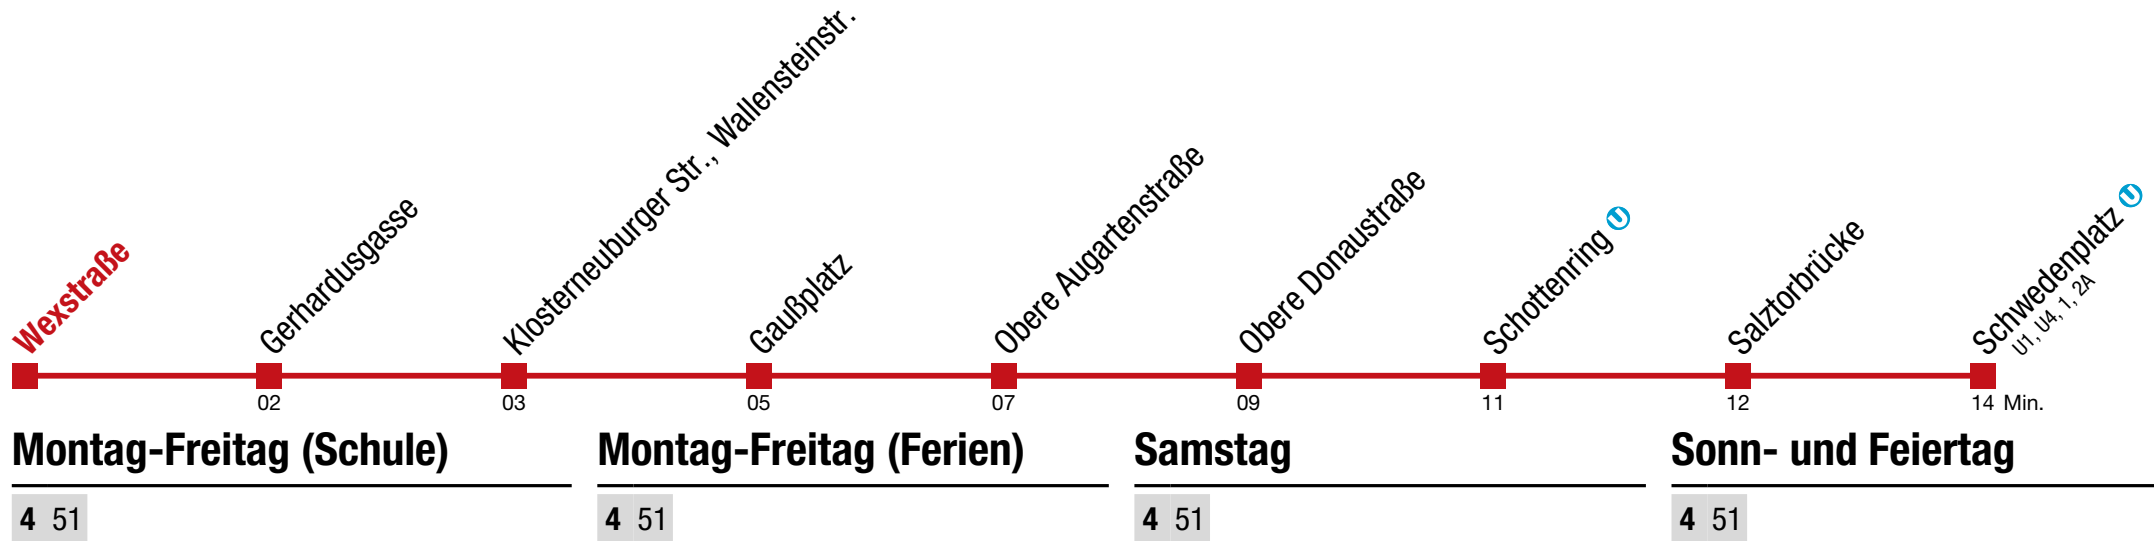 Wexstraße
Gerhardusgasse
Klosterneuburger Str., Wallensteinstr.
Gaußplatz
Obere Augartenstraße
Obere Donaustraße
Schottenring U
Salztorbrücke
Schwedenplatz U
U1, U4, 1, 2A
02 03 05 07 09 11 12 14 Min.
Montag-Freitag (Schule) Montag-Freitag (Ferien) Samstag Sonn- und Feiertag
4 51 4 51 4 51 4 51